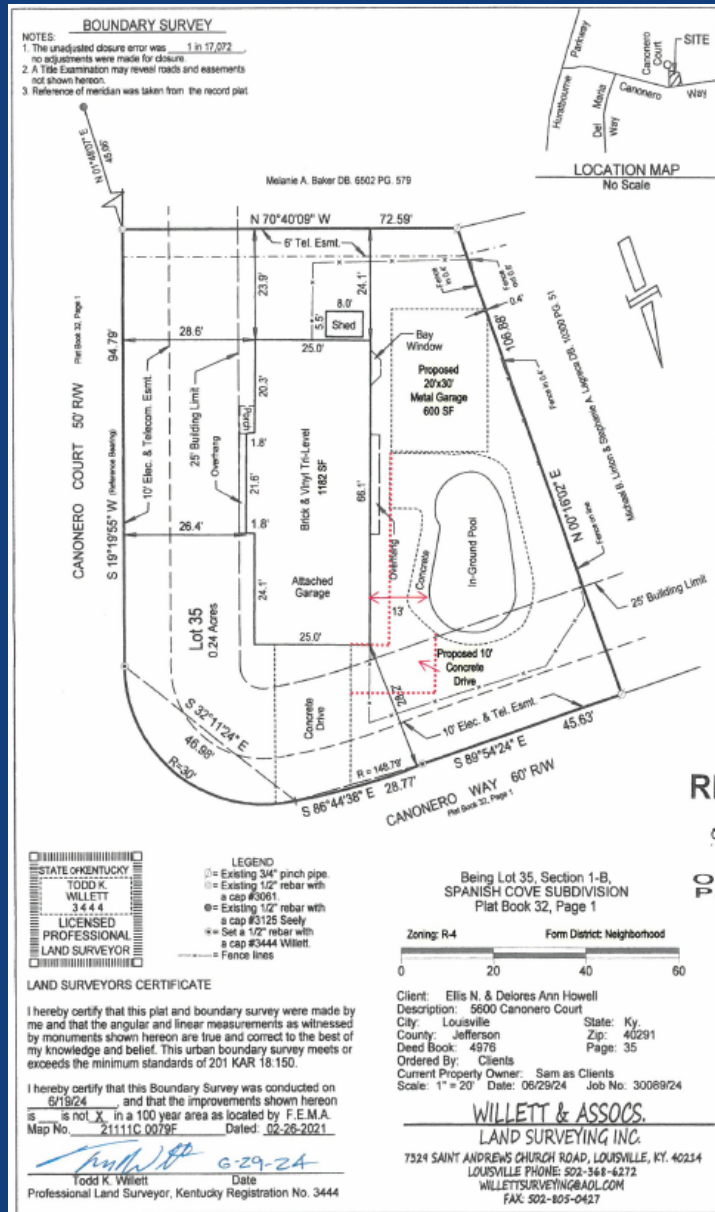 BOUNDARY SURVEY
NOTES:
1. The unadjusted closure error was 1 in 17,072,
no adjustments were made for closure.
2. A Title Examination may reveal roads and easements
not shown hereon.
3. Reference of meridian was taken from the record plat.
Parkway
Hurstbourne
Del Maria
Way
Canonero
Court
SITE
Canonero
Way
LOCATION MAP
No Scale
N 01°48'07" E
45.96'
Melanie A. Baker DB. 6502 PG. 579
N 70°40'09" W 72.59'
6' Tel. Esmt.
23.9'
24.1'
8.0'
5.5'
Shed
Fence
in 0.4'
Fence
0.4'
28.6'
25.0'
Bay
Window
106.88'
94.79'
Plat Book 32, Page 1
Proposed
20'x30'
Metal Garage
600 SF
Michael B. Linton & Stephanie A. Legreca DB. 10300 PG. 51
Fence in 0.4'
CANONERO COURT 50' R/W
S 19°19'55" W (Reference Bearing)
10' Elec. & Telecom. Esmt.
25' Building Limit
Overhang
Porch
20.3'
1.8'
21.6'
1.8'
Brick & Vinyl Tri-Level
1182 SF
66.1'
26.4'
24.1'
Attached
Garage
25.0'
Overhang
Concrete
In-Ground Pool
13'
N 00°16'02" E
Fence on line
25' Building Limit
Lot 35
0.24 Acres
Proposed 10'
Concrete
Drive
Concrete
Drive
28.2'
10' Elec. & Tel. Esmt.
S 32°11'24" E
46.98'
R=30'
R = 148.79'
S 86°44'38" E 28.77'
S 89°54'24" E 45.63'
CANONERO WAY 60' R/W
Plat Book 32, Page 1
STATE OF KENTUCKY
TODD K.
WILLETT
3444
LICENSED
PROFESSIONAL
LAND SURVEYOR
LEGEND
= Existing 3/4" pinch pipe.
= Existing 1/2" rebar with
a cap #3061.
= Existing 1/2" rebar with
a cap #3125 Seely
= Set a 1/2" rebar with
a cap #3444 Willett.
= Fence lines
Being Lot 35, Section 1-B,
SPANISH COVE SUBDIVISION
Plat Book 32, Page 1
Zoning: R-4 Form District: Neighborhood
0 20 40 60
LAND SURVEYORS CERTIFICATE
I hereby certify that this plat and boundary survey were made by
me and that the angular and linear measurements as witnessed
by monuments shown hereon are true and correct to the best of
my knowledge and belief. This urban boundary survey meets or
exceeds the minimum standards of 201 KAR 18:150.
I hereby certify that this Boundary Survey was conducted on
6/19/24, and that the improvements shown hereon
is is not X in a 100 year area as located by F.E.M.A.
Map No. 21111C 0079F Dated: 02-26-2021
6-29-24
Todd K. Willett Date
Professional Land Surveyor, Kentucky Registration No. 3444
Client: Ellis N. & Delores Ann Howell
Description: 5600 Canonero Court
City: Louisville State: Ky.
County: Jefferson Zip: 40291
Deed Book: 4976 Page: 35
Ordered By: Clients
Current Property Owner: Sam as Clients
Scale: 1" = 20' Date: 06/29/24 Job No: 30089/24
WILLETT & ASSOCS.
LAND SURVEYING INC.
7329 SAINT ANDREWS CHURCH ROAD, LOUISVILLE, KY. 40214
LOUISVILLE PHONE: 502-368-6272
WILLETTSURVEYING@AOL.COM
FAX: 502-805-0427